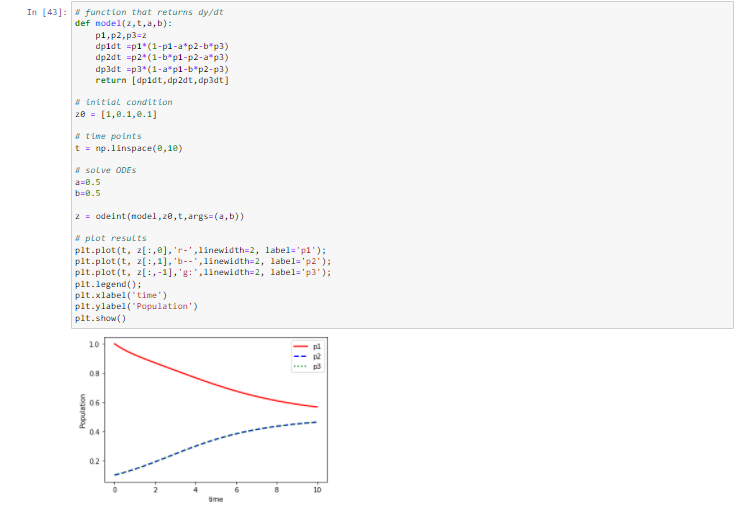 In [43]: # function that returns dy/dt
def model(z,t,a,b):
p1,p2,p3=z
dp1dt =p1*(1-p1-a*p2-b*p3)
dp2dt =p2*(1-b*p1-p2-a*p3)
dp3dt =p3*(1-a*p1-b*p2-p3)
return [dp1dt,dp2dt,dp3dt]
# initial condition
z0 = [1,0.1,0.1]
# time points
t = np.linspace(0,10)
# solve ODEs
a=0.5
b=0.5
z = odeint(model,z0,t,args=(a,b))
# plot results
plt.plot(t, z[:,0],'r-',linewidth=2, label='p1');
plt.plot(t, z[:,1],'b--',linewidth=2, label='p2');
plt.plot(t, z[:,-1],'g:',linewidth=2, label='p3');
plt.legend();
plt.xlabel('time')
plt.ylabel('Population')
plt.show()
1.0
0.8
0.6
0.4
0.2
Population
p1
p2
p3
0 2 4 6 8 10
time